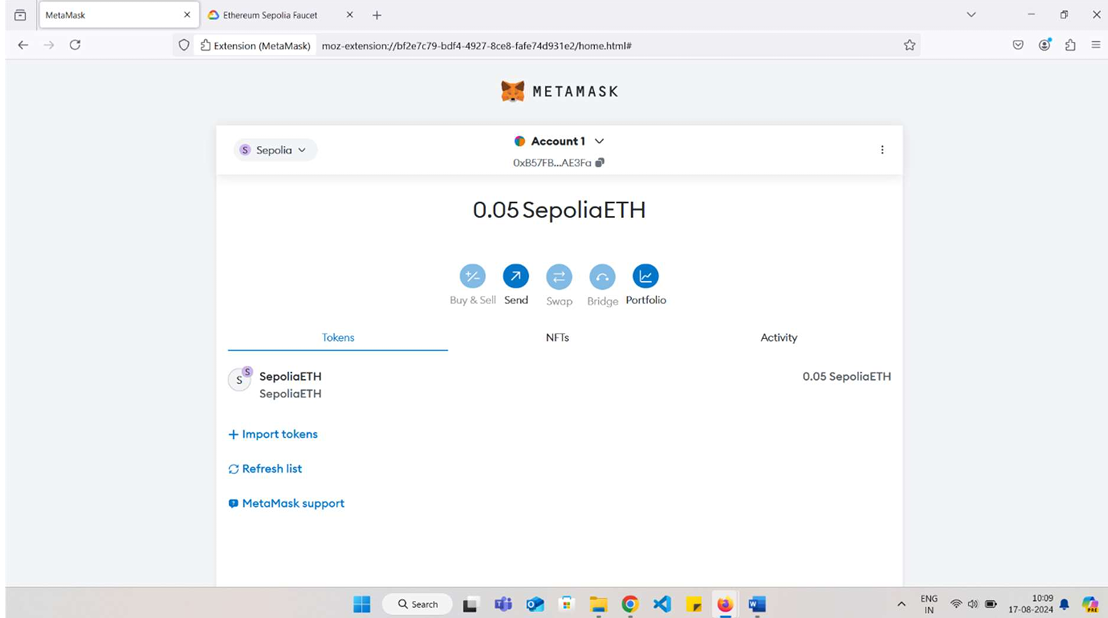 MetaMask
Ethereum Sepolia Faucet
Extension (MetaMask)
moz-extension://bf2e7c79-bdf4-4927-8ce8-fafe74d931e2/home.html#
METAMASK
S Sepolia
Account 1
0xB57FB...AE3Fa
0.05 SepoliaETH
Buy & Sell
Send
Swap
Bridge
Portfolio
Tokens
NFTs
Activity
S
S
SepoliaETH
0.05 SepoliaETH
SepoliaETH
Import tokens
Refresh list
MetaMask support
Search
ENG
IN
10:09
17-08-2024